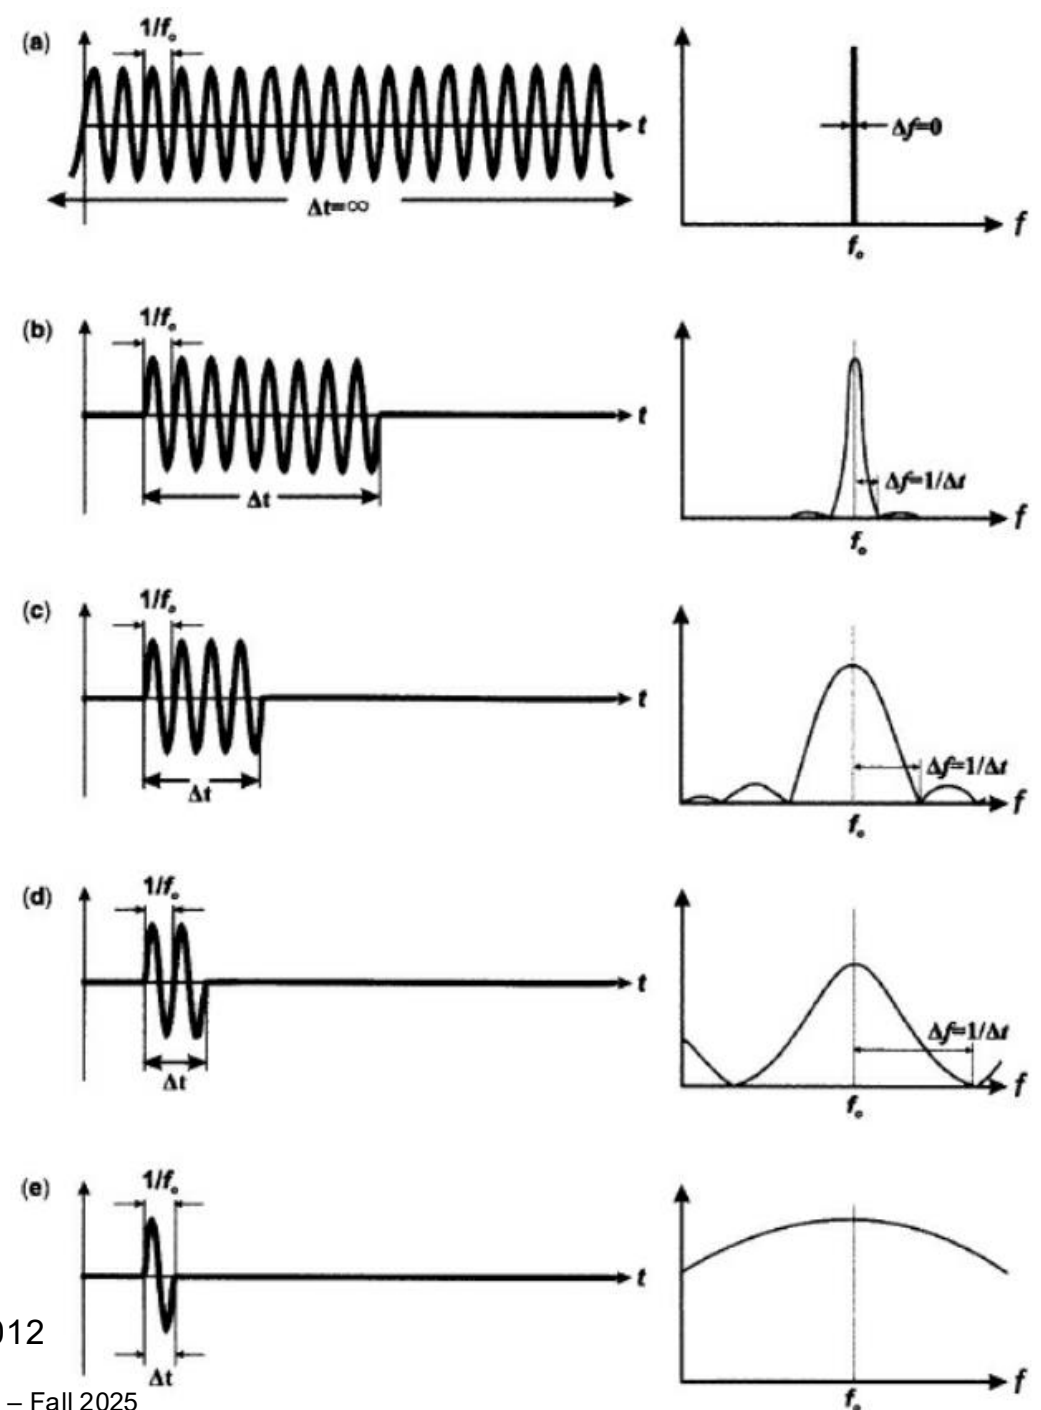 (a)
1/fₒ
t
Δt=∞
Δf=0
f
fₒ
(b)
1/fₒ
t
Δt
Δf=1/Δt
f
fₒ
(c)
1/fₒ
t
Δt
Δf=1/Δt
f
fₒ
(d)
1/fₒ
t
Δt
Δf=1/Δt
f
fₒ
(e)
1/fₒ
t
Δt
f
fₒ
012
– Fall 2025